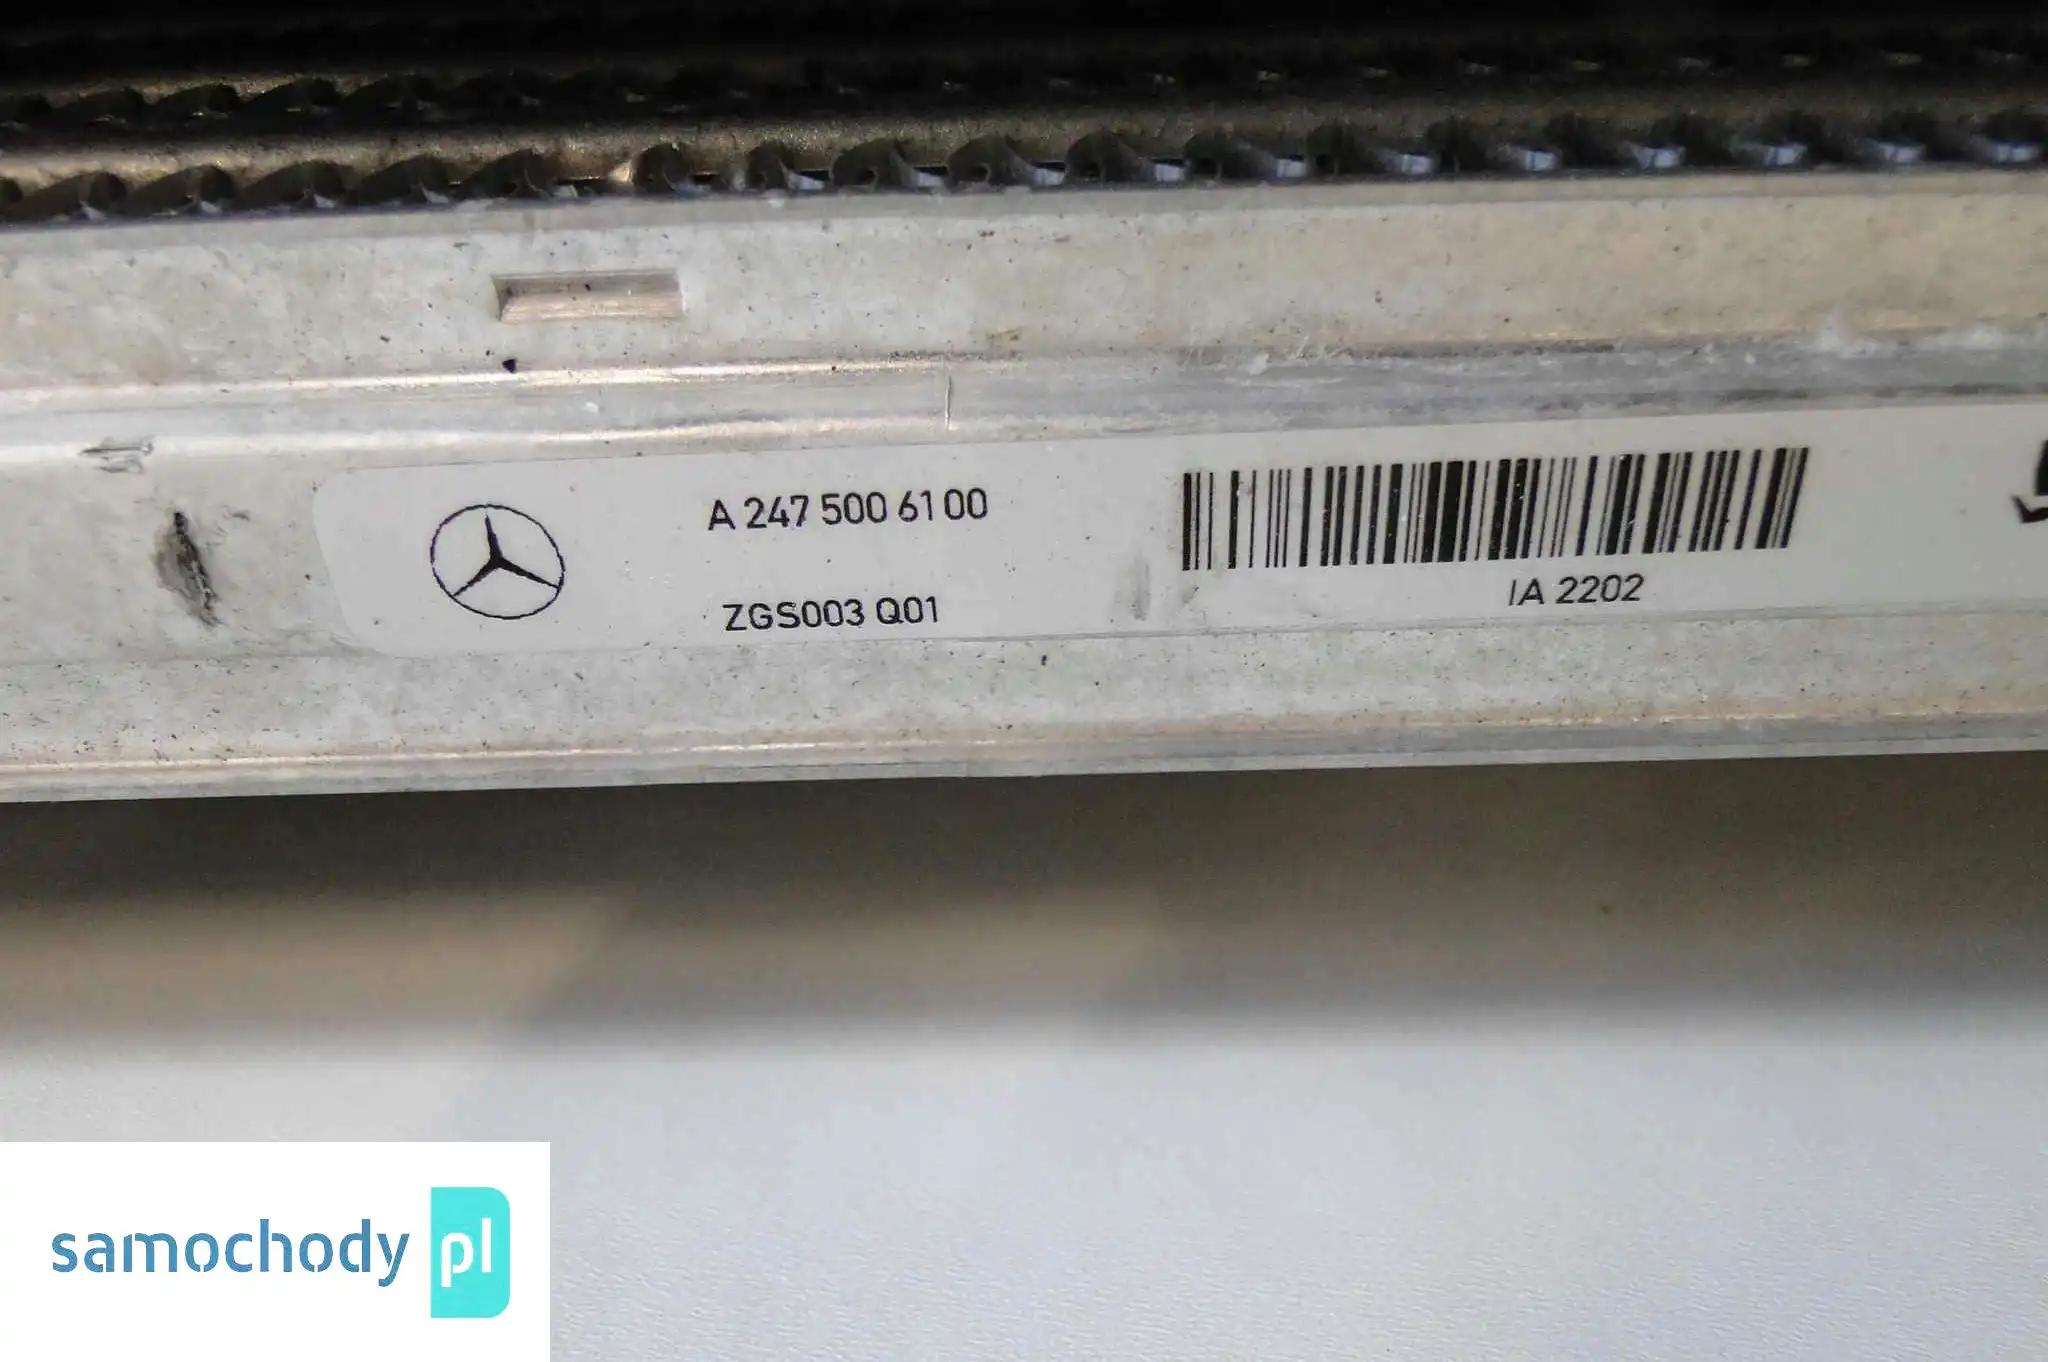 A 247 500 61 00
ZGS003 Q01
IA 2202
samochody pl